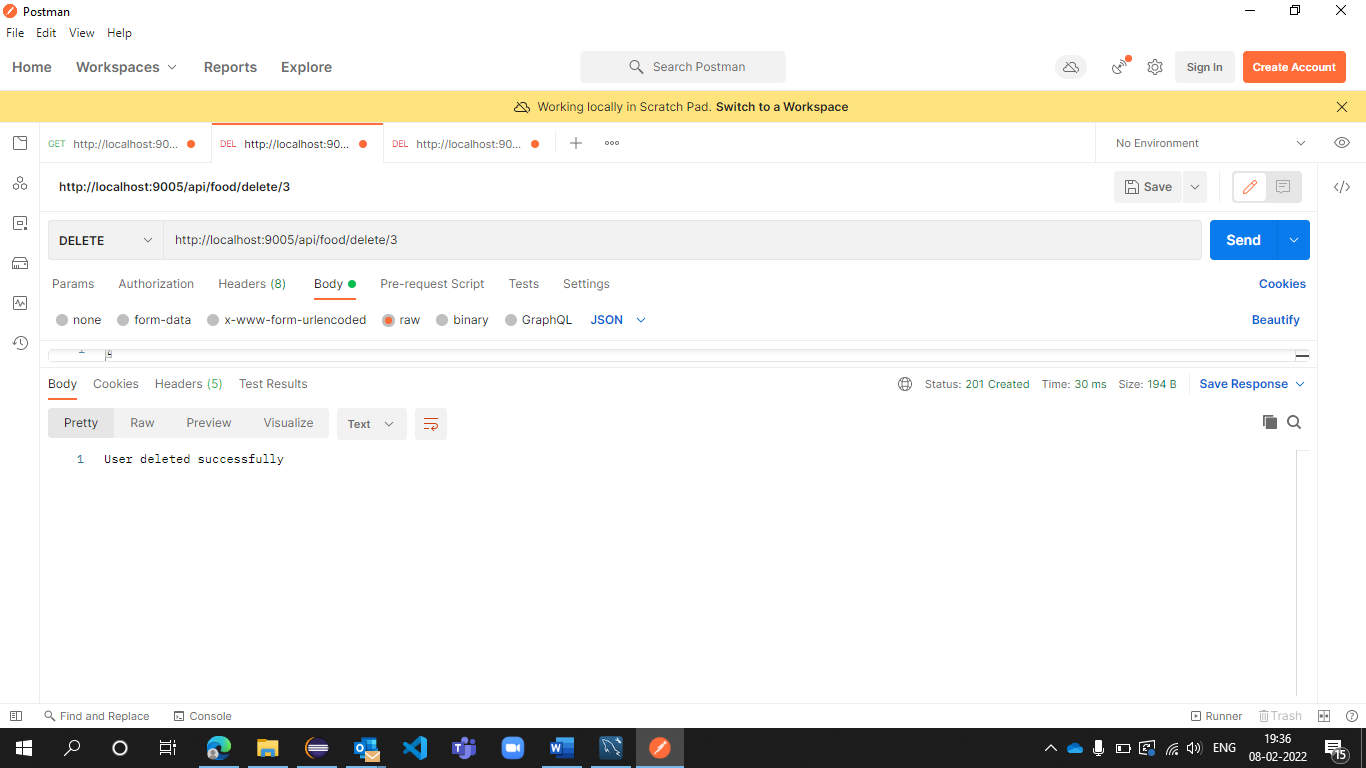 Postman
File Edit View Help
Home Workspaces Reports Explore Search Postman Sign In Create Account
Working locally in Scratch Pad. Switch to a Workspace
GET http://localhost:90... DEL http://localhost:90... DEL http://localhost:90... No Environment
http://localhost:9005/api/food/delete/3 Save
DELETE http://localhost:9005/api/food/delete/3 Send
Params Authorization Headers (8) Body Pre-request Script Tests Settings Cookies
none form-data x-www-form-urlencoded raw binary GraphQL JSON Beautify
Body Cookies Headers (5) Test Results Status: 201 Created Time: 30 ms Size: 194 B Save Response
Pretty Raw Preview Visualize Text
1 User deleted successfully
Find and Replace Console Runner Trash
ENG 19:36
08-02-2022 15